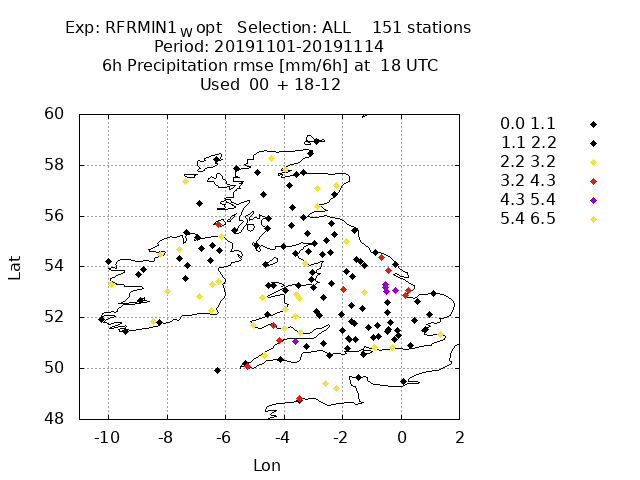 Exp: RFRMIN1wopt Selection: ALL 151 stations
Period: 20191101-20191114
6h Precipitation rmse [mm/6h] at 18 UTC
Used 00 + 18-12
60
58
56
54
52
50
48
Lat
-10 -8 -6 -4 -2 0 2
Lon
0.0 1.1
1.1 2.2
2.2 3.2
3.2 4.3
4.3 5.4
5.4 6.5